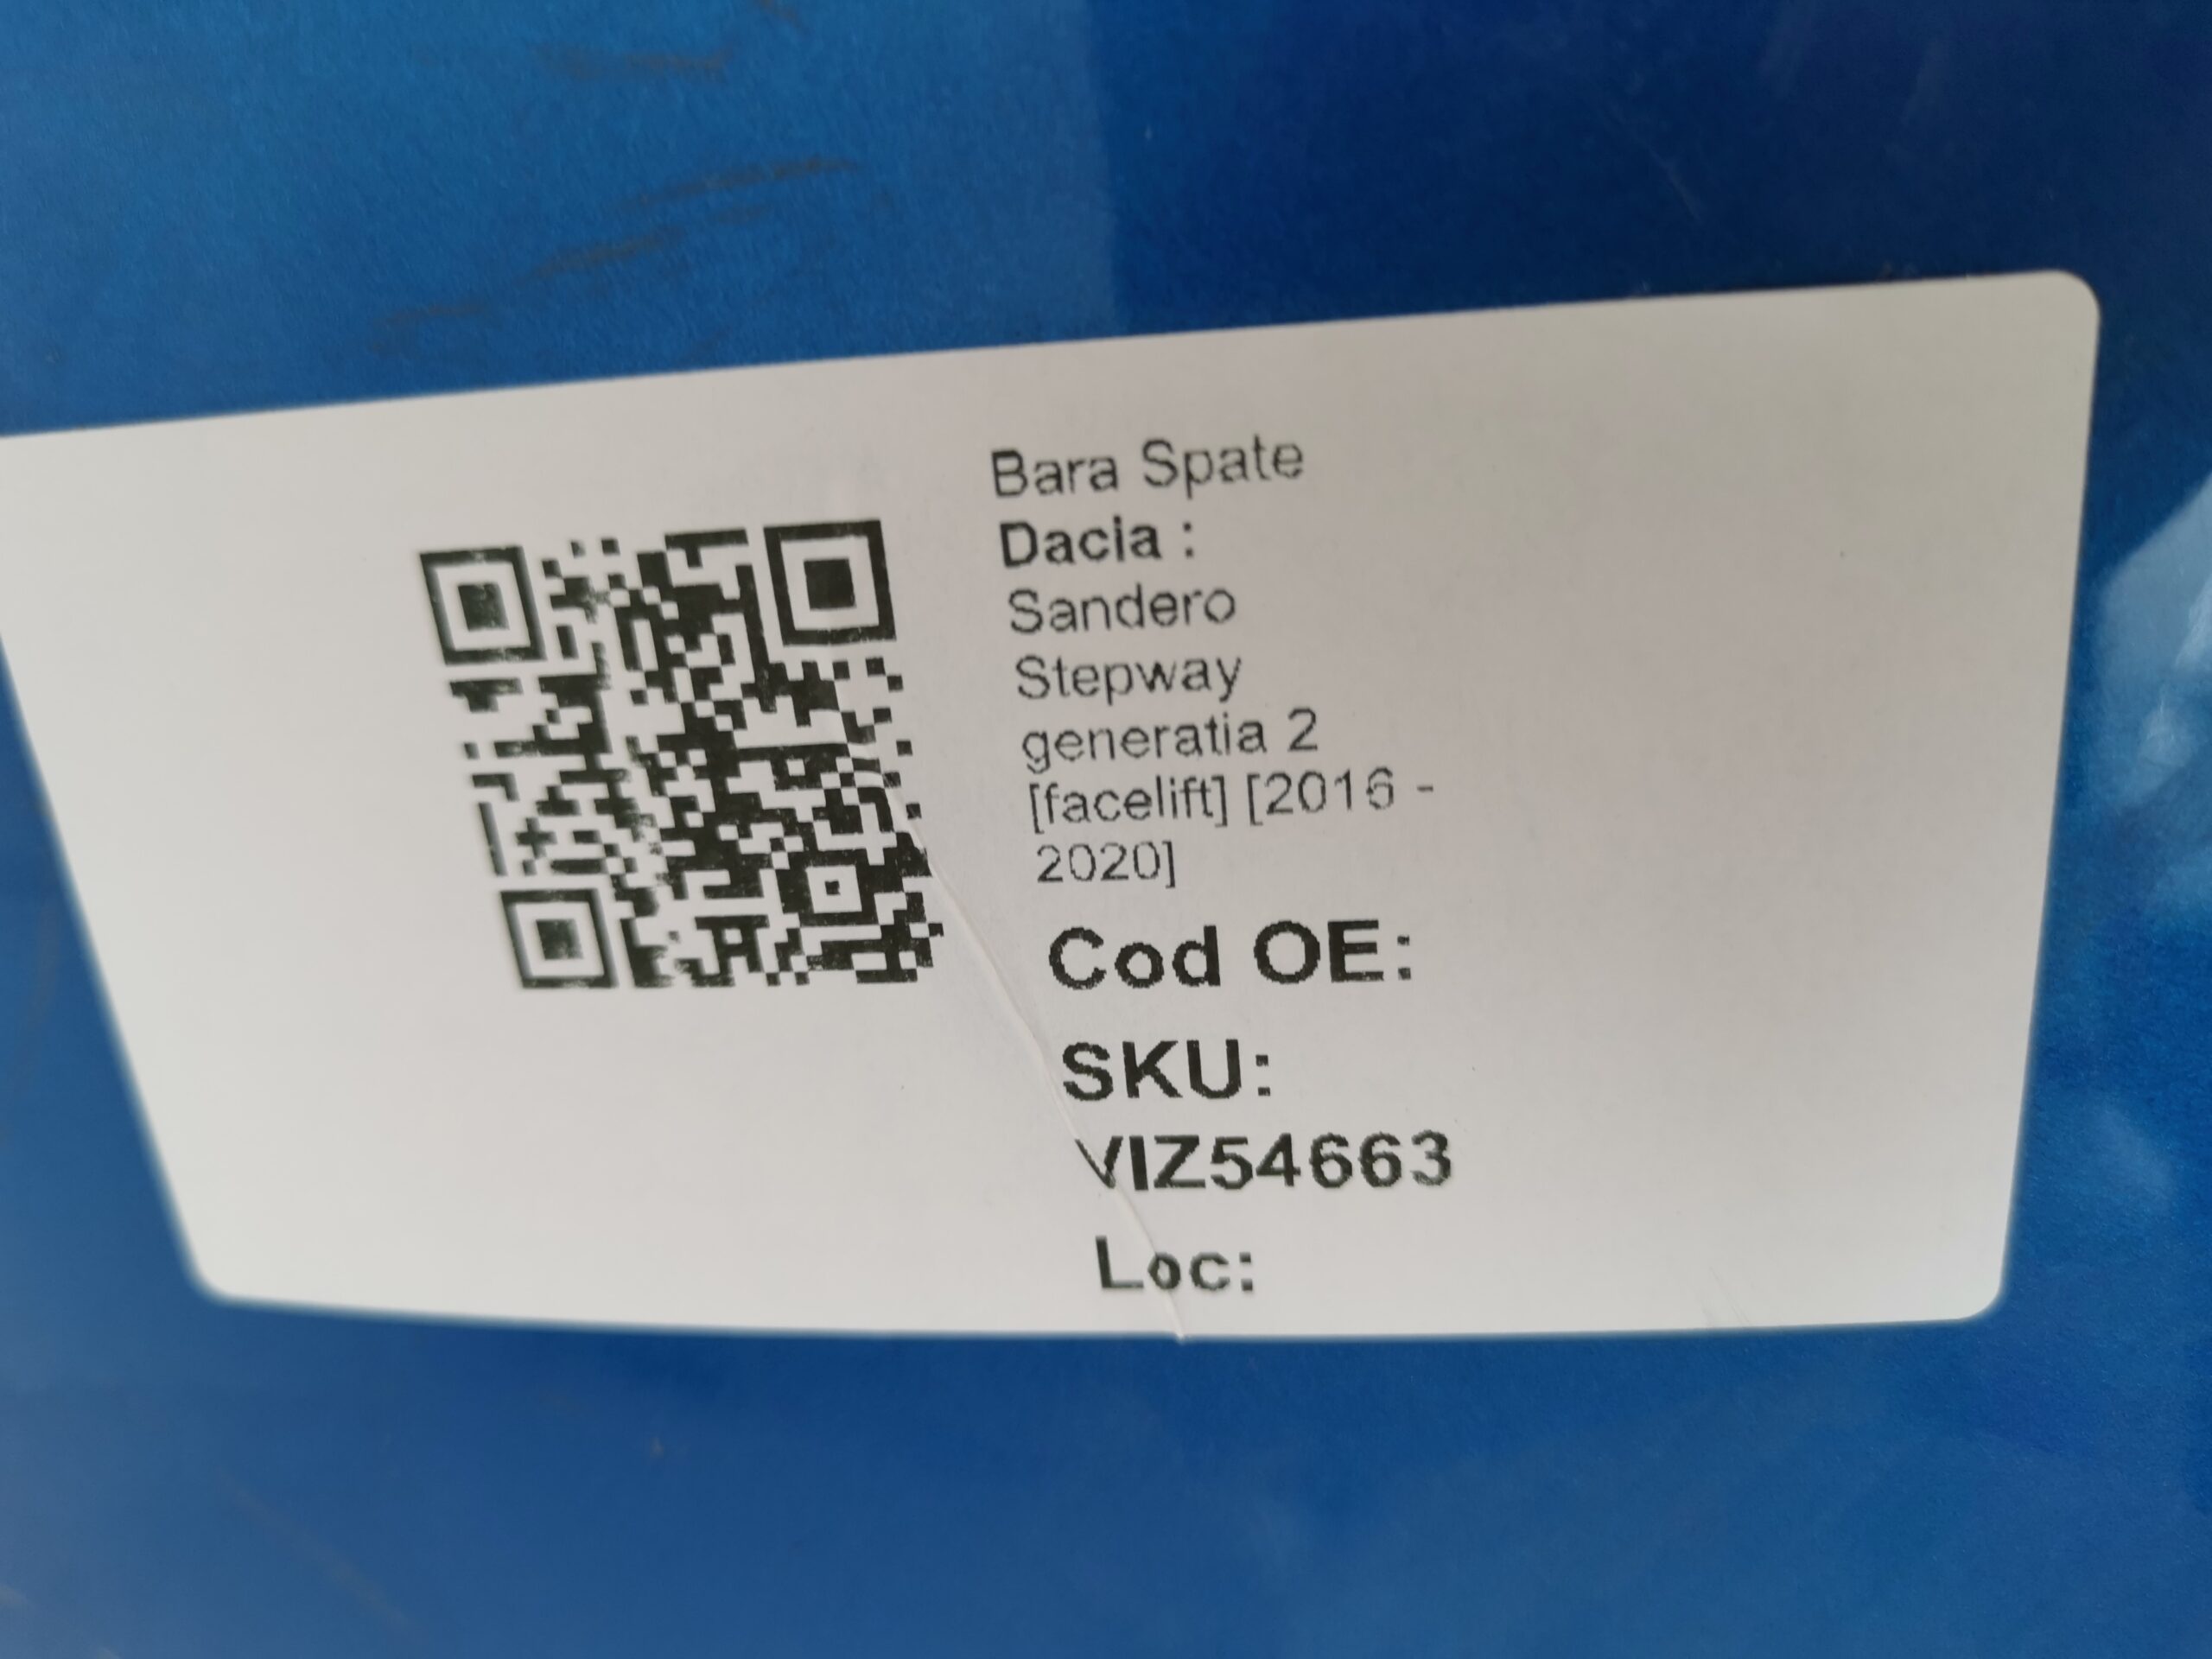 Bara Spate
Dacia :
Sandero
Stepway
generatia 2
[facelift] [2016 -
2020]
Cod OE:
SKU:
VIZ54663
Loc: